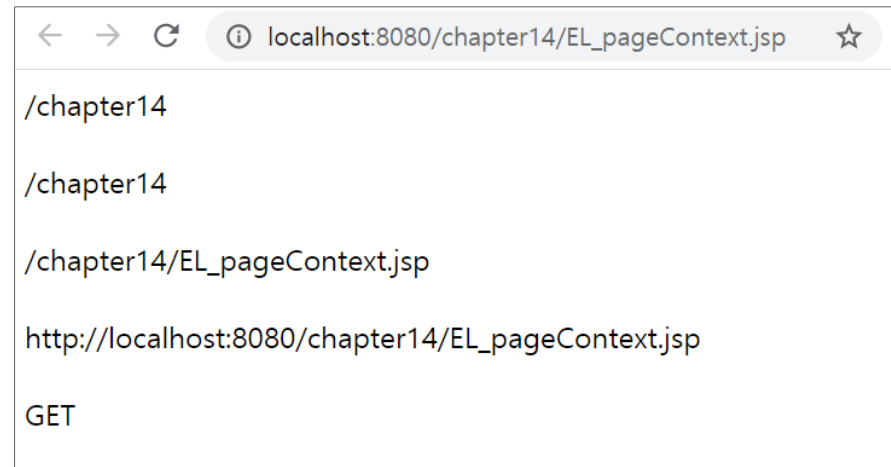 localhost:8080/chapter14/EL_pageContext.jsp
/chapter14
/chapter14
/chapter14/EL_pageContext.jsp
http://localhost:8080/chapter14/EL_pageContext.jsp
GET